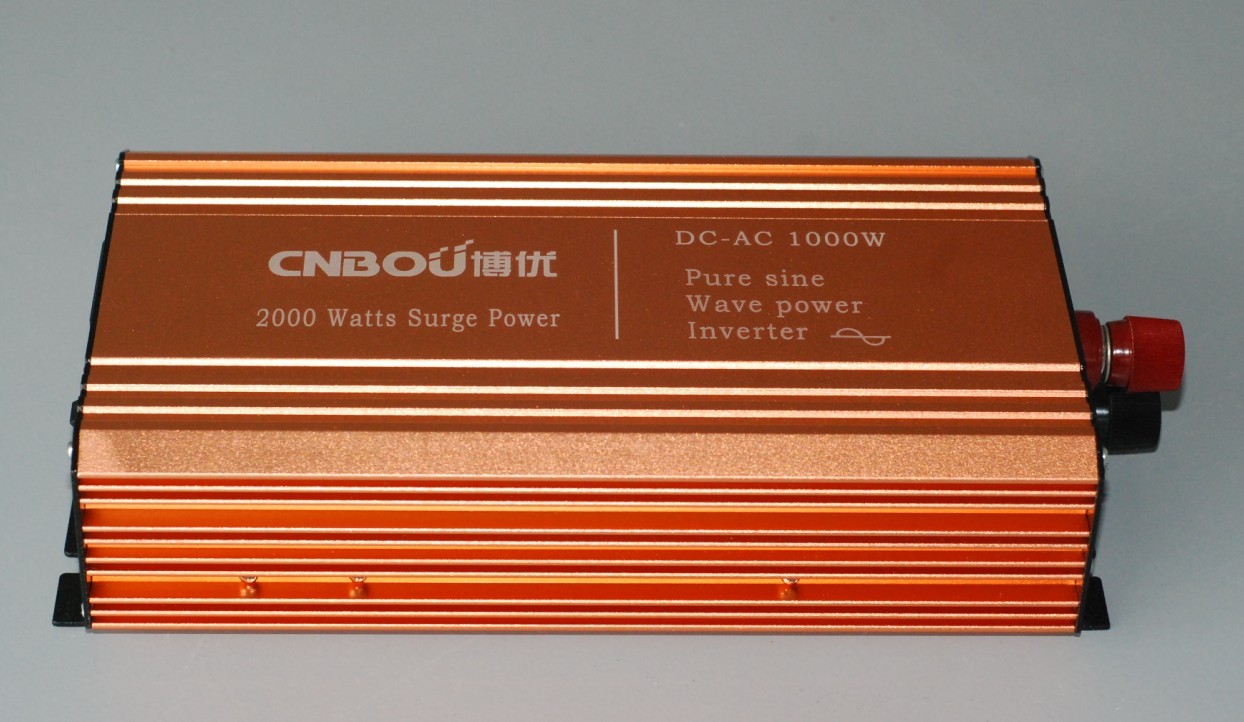 CNBOU博优
2000 Watts Surge Power
DC-AC 1000W
Pure sine
Wave power
Inverter